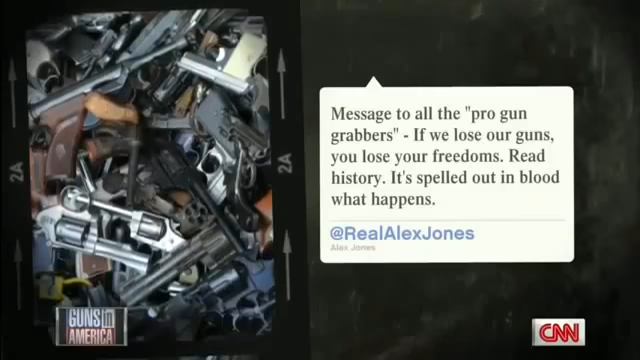 Message to all the "pro gun
grabbers" - If we lose our guns,
you lose your freedoms. Read
history. It's spelled out in blood
what happens.
@RealAlexJones
Alex Jones
2A
2A
GUNS in
AMERICA
CNN